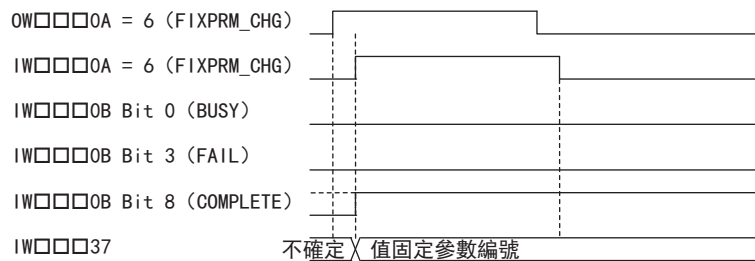 OW□□□0A = 6 (FIXPRM_CHG)
IW□□□0A = 6 (FIXPRM_CHG)
IW□□□0B Bit 0 (BUSY)
IW□□□0B Bit 3 (FAIL)
IW□□□0B Bit 8 (COMPLETE)
IW□□□37 不確定 值固定參數編號